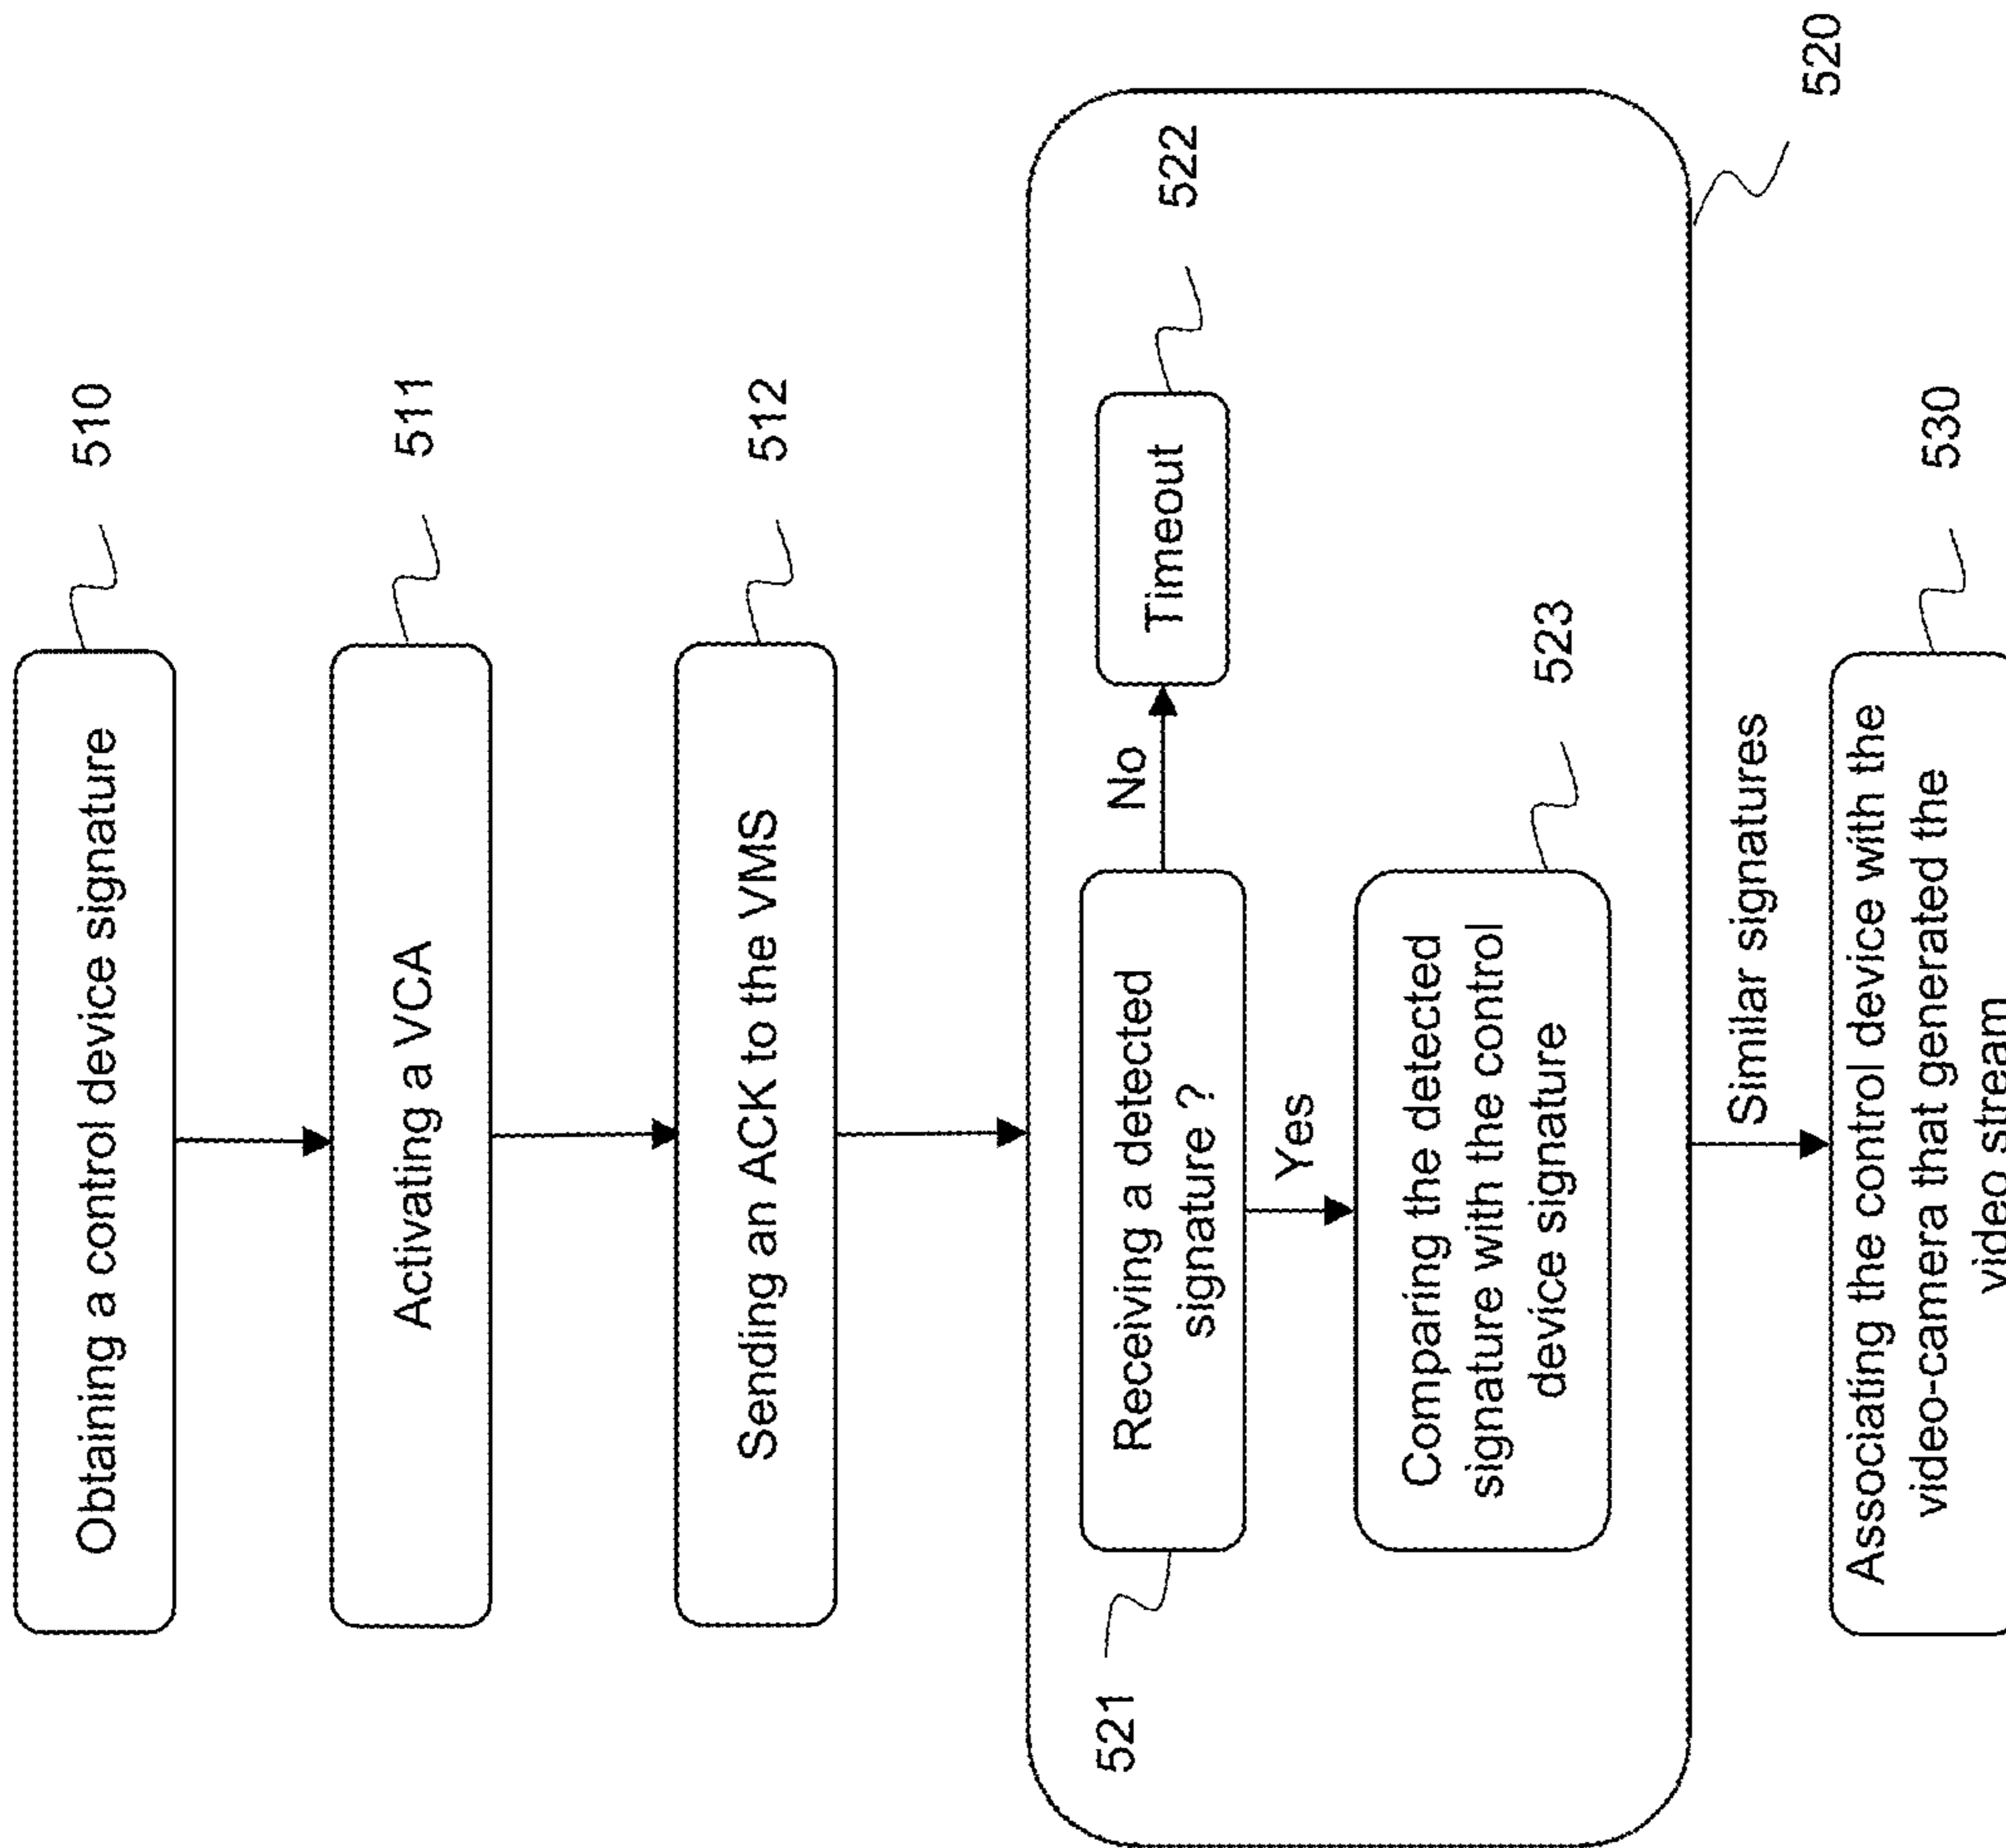 Obtaining a control device signature
510
Activating a VCA
511
Sending an ACK to the VMS
512
521
Receiving a detected
signature ?
No
Timeout
522
Yes
Comparing the detected
signature with the control
device signature
523
520
Similar signatures
Associating the control device with the
video-camera that generated the
video stream
530